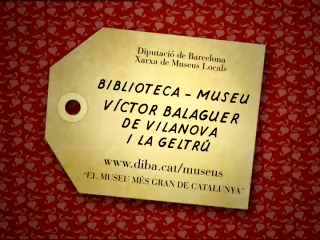 Diputació de Barcelona
Xarxa de Museus Locals
BIBLIOTECA - MUSEU
VÍCTOR BALAGUER
DE VILANOVA
I LA GELTRÚ
www.diba.cat/museus
"EL MUSEU MÉS GRAN DE CATALUNYA"